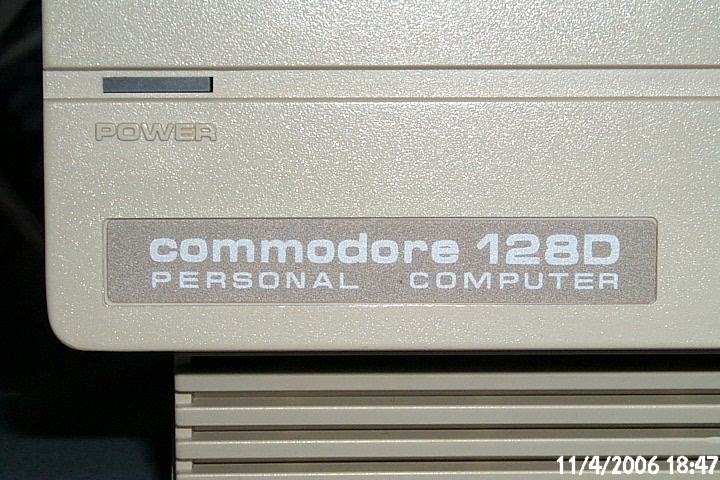 POWER
commodore 128D
PERSONAL COMPUTER
11/4/2006 18:47